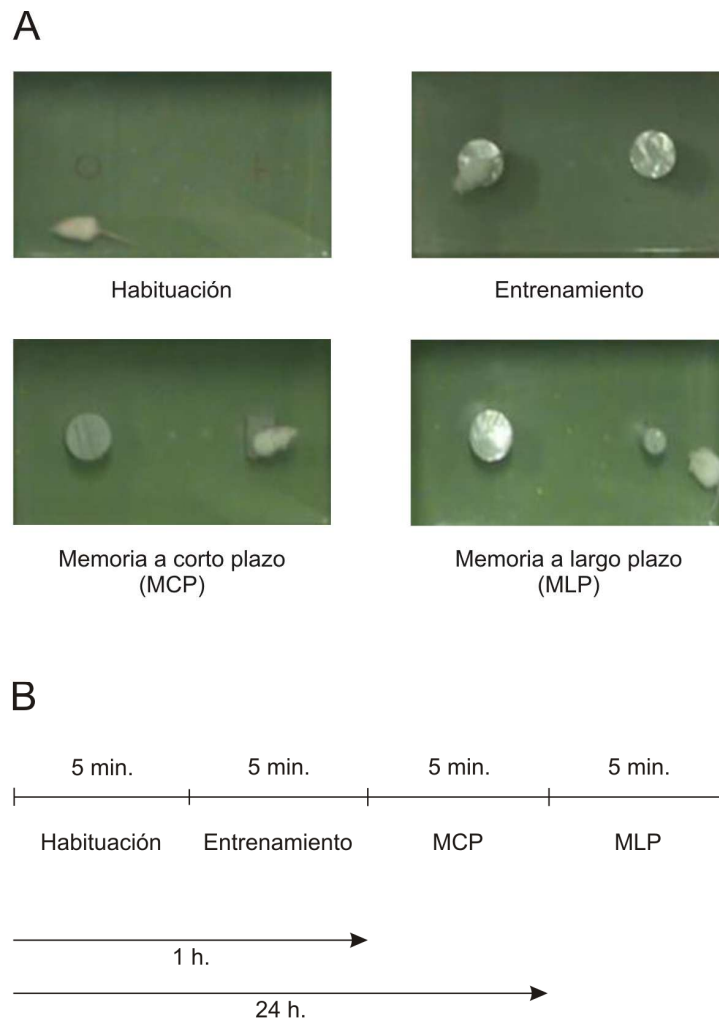 A
Habituación
Entrenamiento
Memoria a corto plazo
(MCP)
Memoria a largo plazo
(MLP)
B
5 min.
5 min.
5 min.
5 min.
Habituación
Entrenamiento
MCP
MLP
1 h.
24 h.